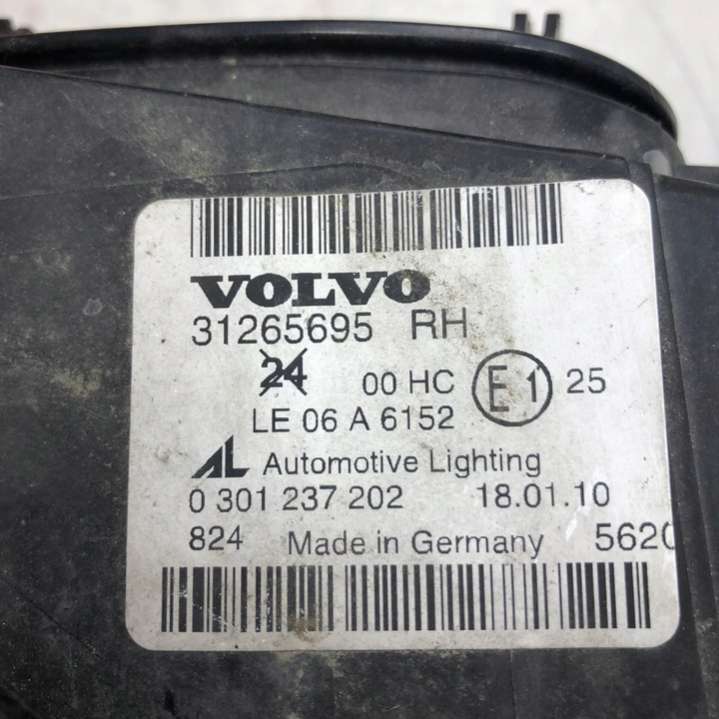 VOLVO
31265695 RH
24 00 HC E1 25
LE 06 A 6152
AL Automotive Lighting
0 301 237 202 18.01.10
824 Made in Germany 5620